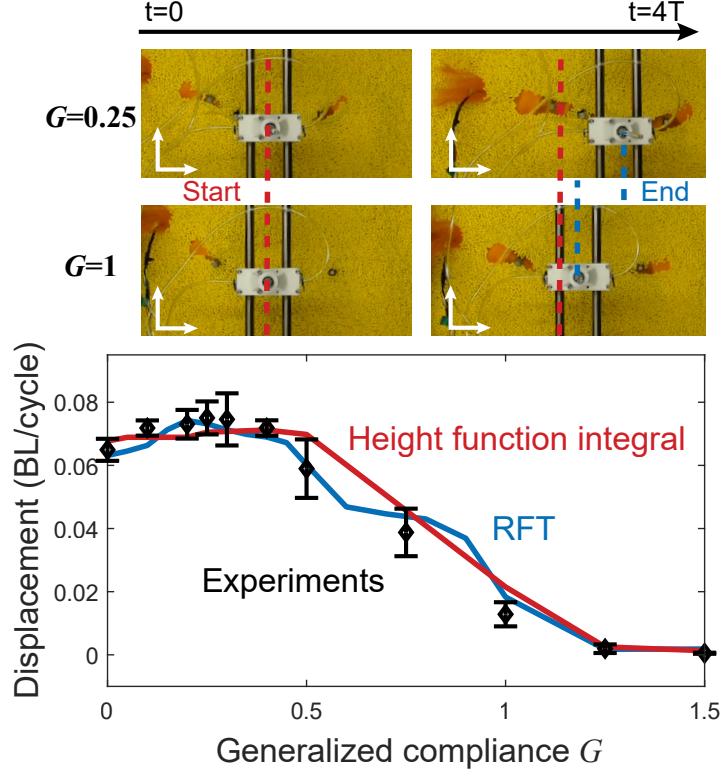 t=0
t=4T
G=0.25
Start
End
G=1
Displacement (BL/cycle)
0.08
0.06
0.04
0.02
0
Height function integral
RFT
Experiments
0
0.5
1
1.5
Generalized compliance G